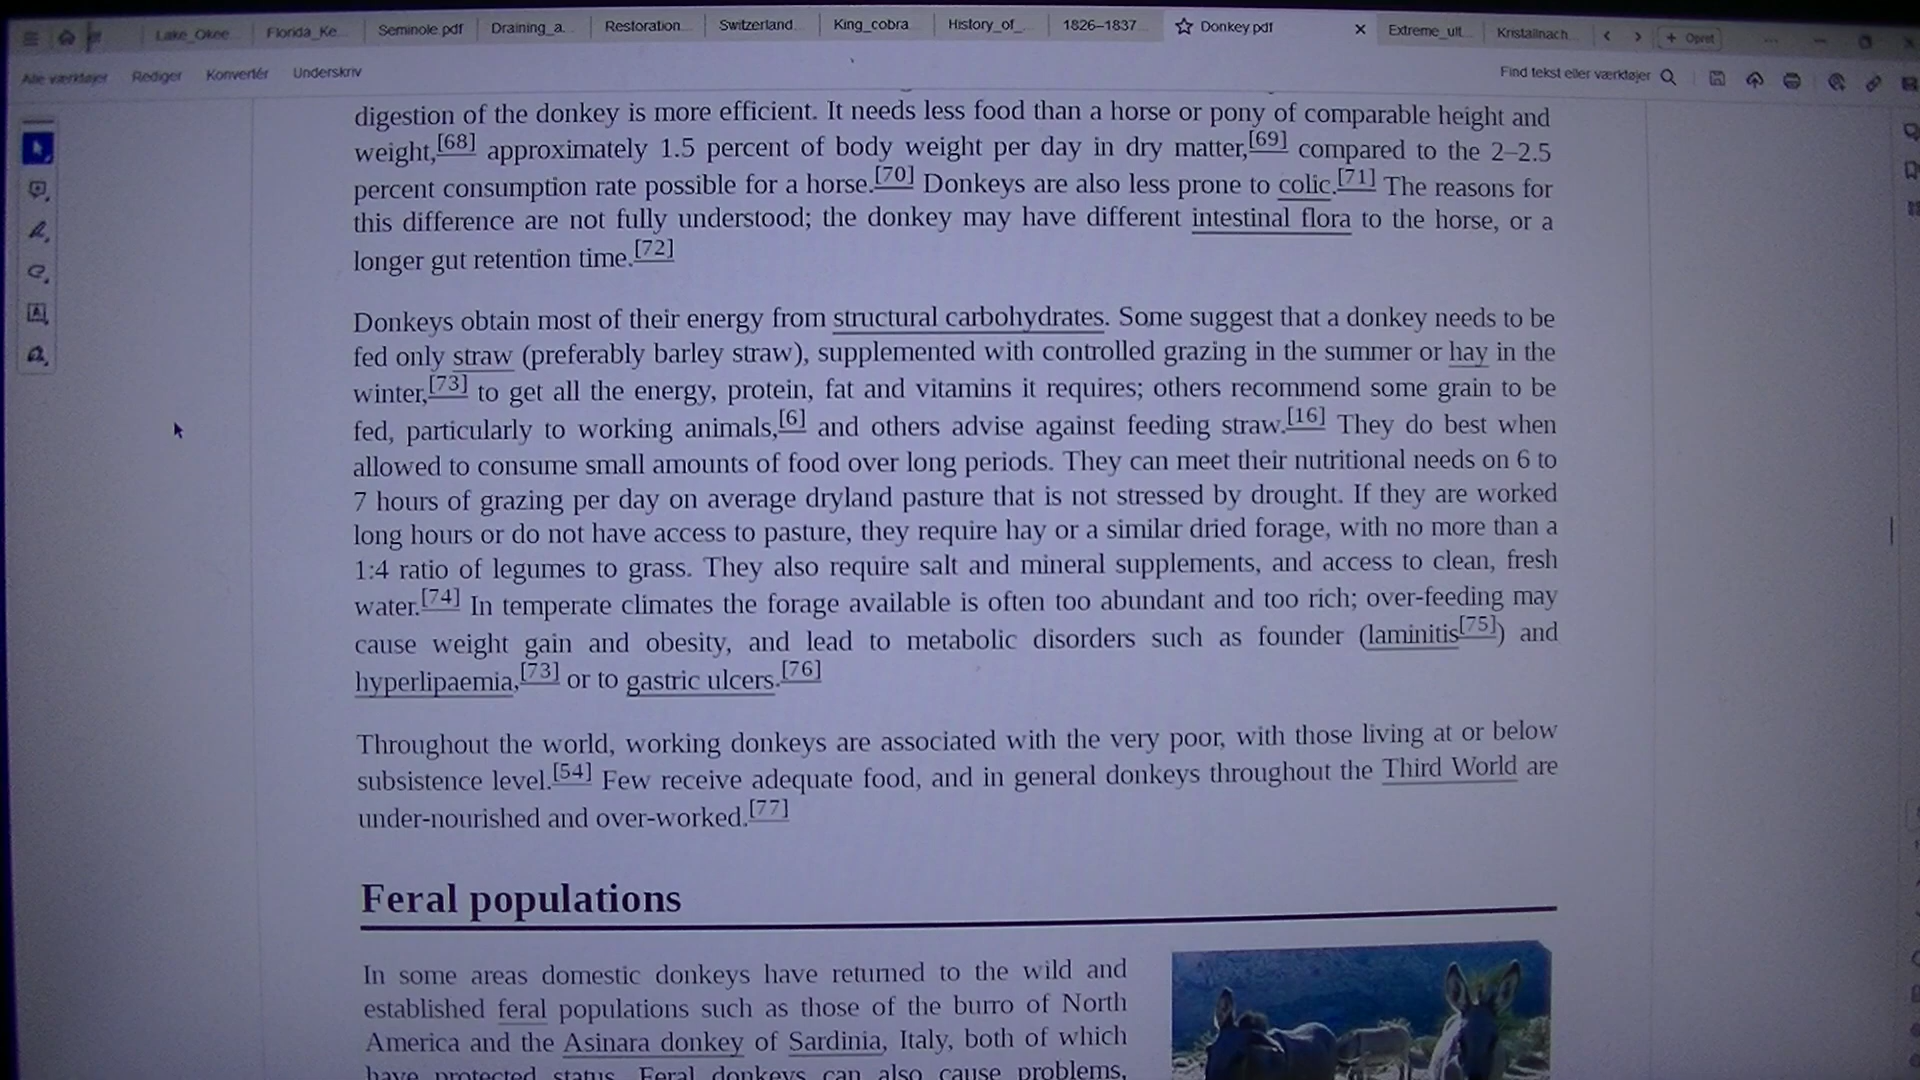 Lake_Okee...
Florida_Ke...
Seminole.pdf
Draining_a...
Restoration...
Switzerland...
King_cobra...
History_of_...
1826–1837...
Donkey.pdf
Extreme_ult...
Kristallnach...
+ Opret
Alle værktøjer
Rediger
Konvertér
Underskriv
Find tekst eller værktøjer
digestion of the donkey is more efficient. It needs less food than a horse or pony of comparable height and
weight,[68] approximately 1.5 percent of body weight per day in dry matter,[69] compared to the 2–2.5
percent consumption rate possible for a horse.[70] Donkeys are also less prone to colic.[71] The reasons for
this difference are not fully understood; the donkey may have different intestinal flora to the horse, or a
longer gut retention time.[72]
Donkeys obtain most of their energy from structural carbohydrates. Some suggest that a donkey needs to be
fed only straw (preferably barley straw), supplemented with controlled grazing in the summer or hay in the
winter,[73] to get all the energy, protein, fat and vitamins it requires; others recommend some grain to be
fed, particularly to working animals,[6] and others advise against feeding straw.[16] They do best when
allowed to consume small amounts of food over long periods. They can meet their nutritional needs on 6 to
7 hours of grazing per day on average dryland pasture that is not stressed by drought. If they are worked
long hours or do not have access to pasture, they require hay or a similar dried forage, with no more than a
1:4 ratio of legumes to grass. They also require salt and mineral supplements, and access to clean, fresh
water.[74] In temperate climates the forage available is often too abundant and too rich; over-feeding may
cause weight gain and obesity, and lead to metabolic disorders such as founder (laminitis[75]) and
hyperlipaemia,[73] or to gastric ulcers.[76]
Throughout the world, working donkeys are associated with the very poor, with those living at or below
subsistence level.[54] Few receive adequate food, and in general donkeys throughout the Third World are
under-nourished and over-worked.[77]
Feral populations
In some areas domestic donkeys have returned to the wild and
established feral populations such as those of the burro of North
America and the Asinara donkey of Sardinia, Italy, both of which
have protected status. Feral donkeys can also cause problems,